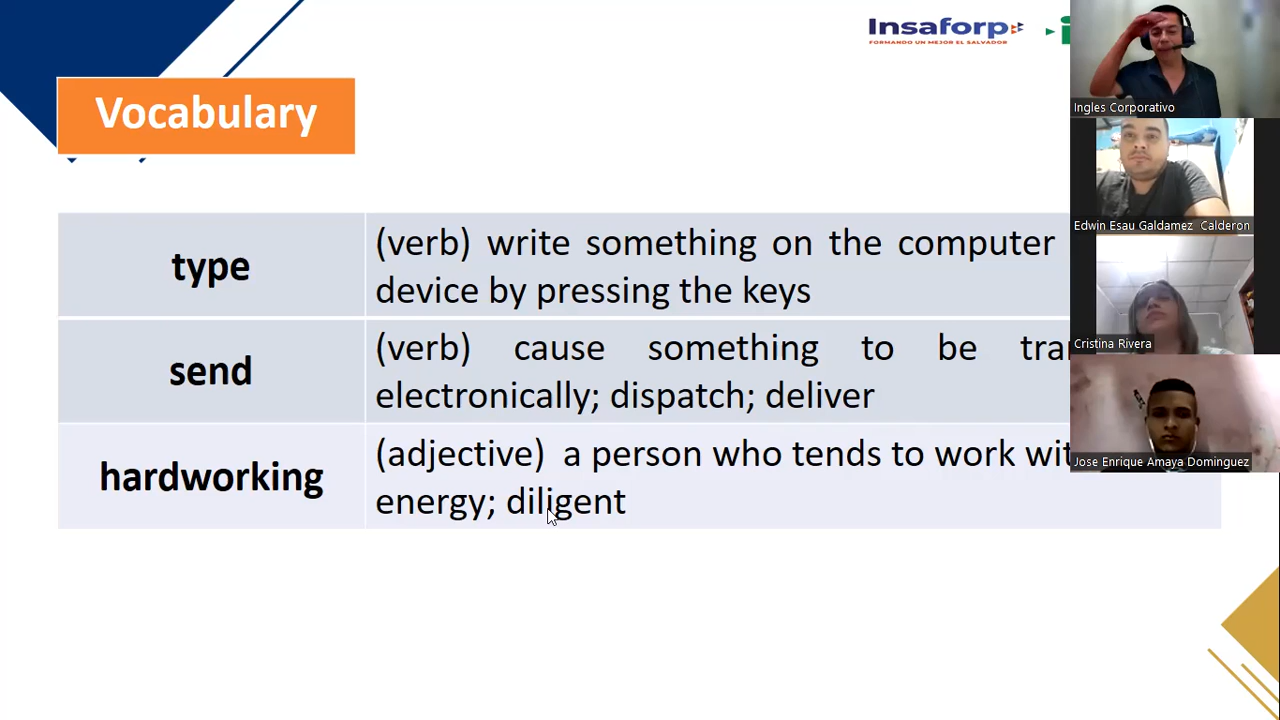 Insaforp
FORMANDO UN MEJOR EL SALVADOR
Vocabulary
type
(verb) write something on the computer
device by pressing the keys
send
(verb) cause something to be
electronically; dispatch; deliver
hardworking
(adjective) a person who tends to work
energy; diligent
Ingles Corporativo
Edwin Esau Galdamez Calderon
Cristina Rivera
Jose Enrique Amaya Dominguez